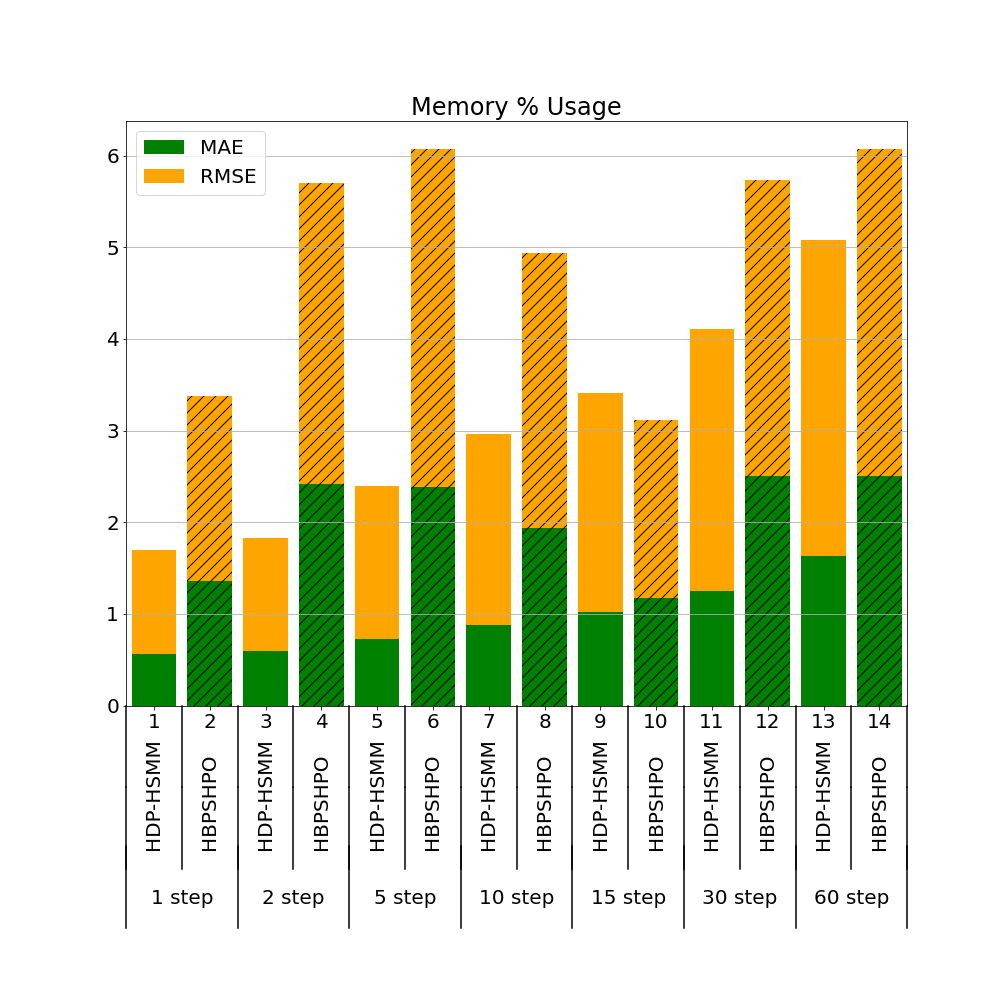 Memory % Usage
MAE
RMSE
6
5
4
3
2
1
0
1 2 3 4 5 6 7 8 9 10 11 12 13 14
HDP-HSMM HBPSHPO HDP-HSMM HBPSHPO HDP-HSMM HBPSHPO HDP-HSMM HBPSHPO HDP-HSMM HBPSHPO HDP-HSMM HBPSHPO HDP-HSMM HBPSHPO
1 step 2 step 5 step 10 step 15 step 30 step 60 step